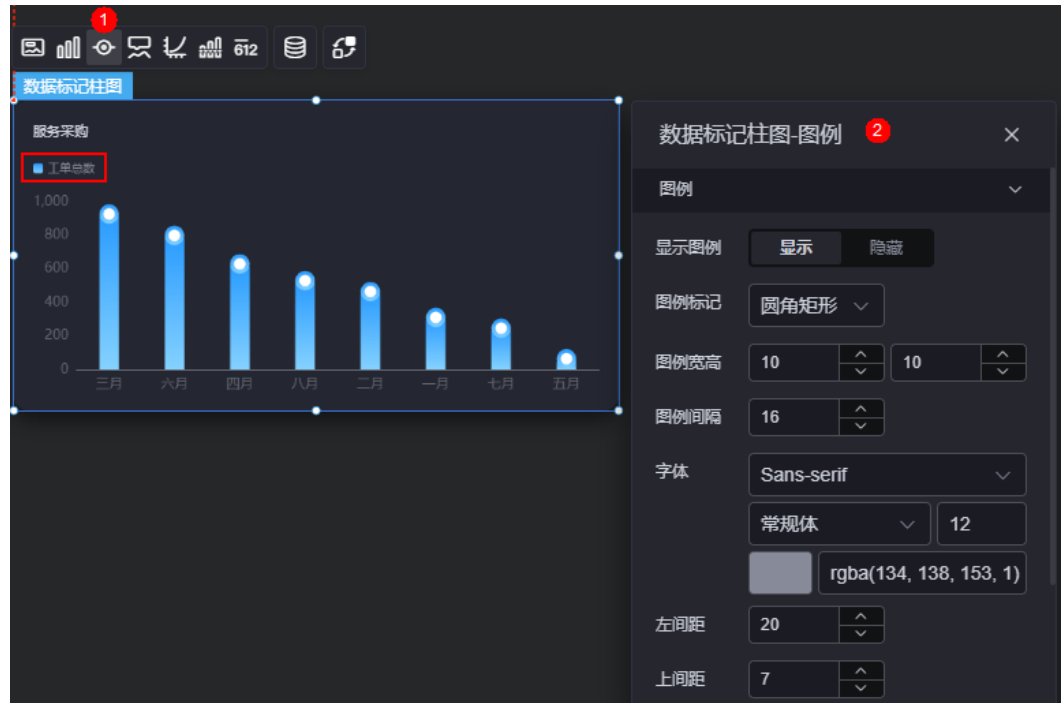 1
612
数据标记柱图
服务采购
工单总数
1,000
800
600
400
200
0
三月 六月 四月 八月 二月 一月 七月 五月
数据标记柱图-图例 2
图例
显示图例 显示 隐藏
图例标记 圆角矩形
图例宽高 10 10
图例间隔 16
字体 Sans-serif
常规体 12
rgba(134, 138, 153, 1)
左间距 20
上间距 7